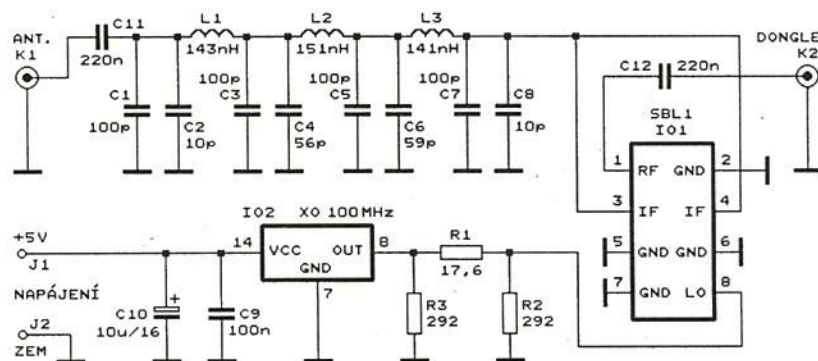 ANT.
K1
C11
220n
L1
143nH
L2
151nH
L3
141nH
DONGLE
K2
C12 220n
100p
C1
100p
C2
10p
C3
C4
56p
100p
C5
C6
59p
100p
C7
C8
10p
SBL1
IO1
1 RF GND 2
3 IF IF 4
5 GND GND 6
7 GND LO 8
IO2 XO 100MHz
14 VCC OUT 8
GND
7
R1
17,6
R3
292
R2
292
+5V
J1
NAPÁJENÍ
J2
ZEM
C10
10u/16
+
C9
100n